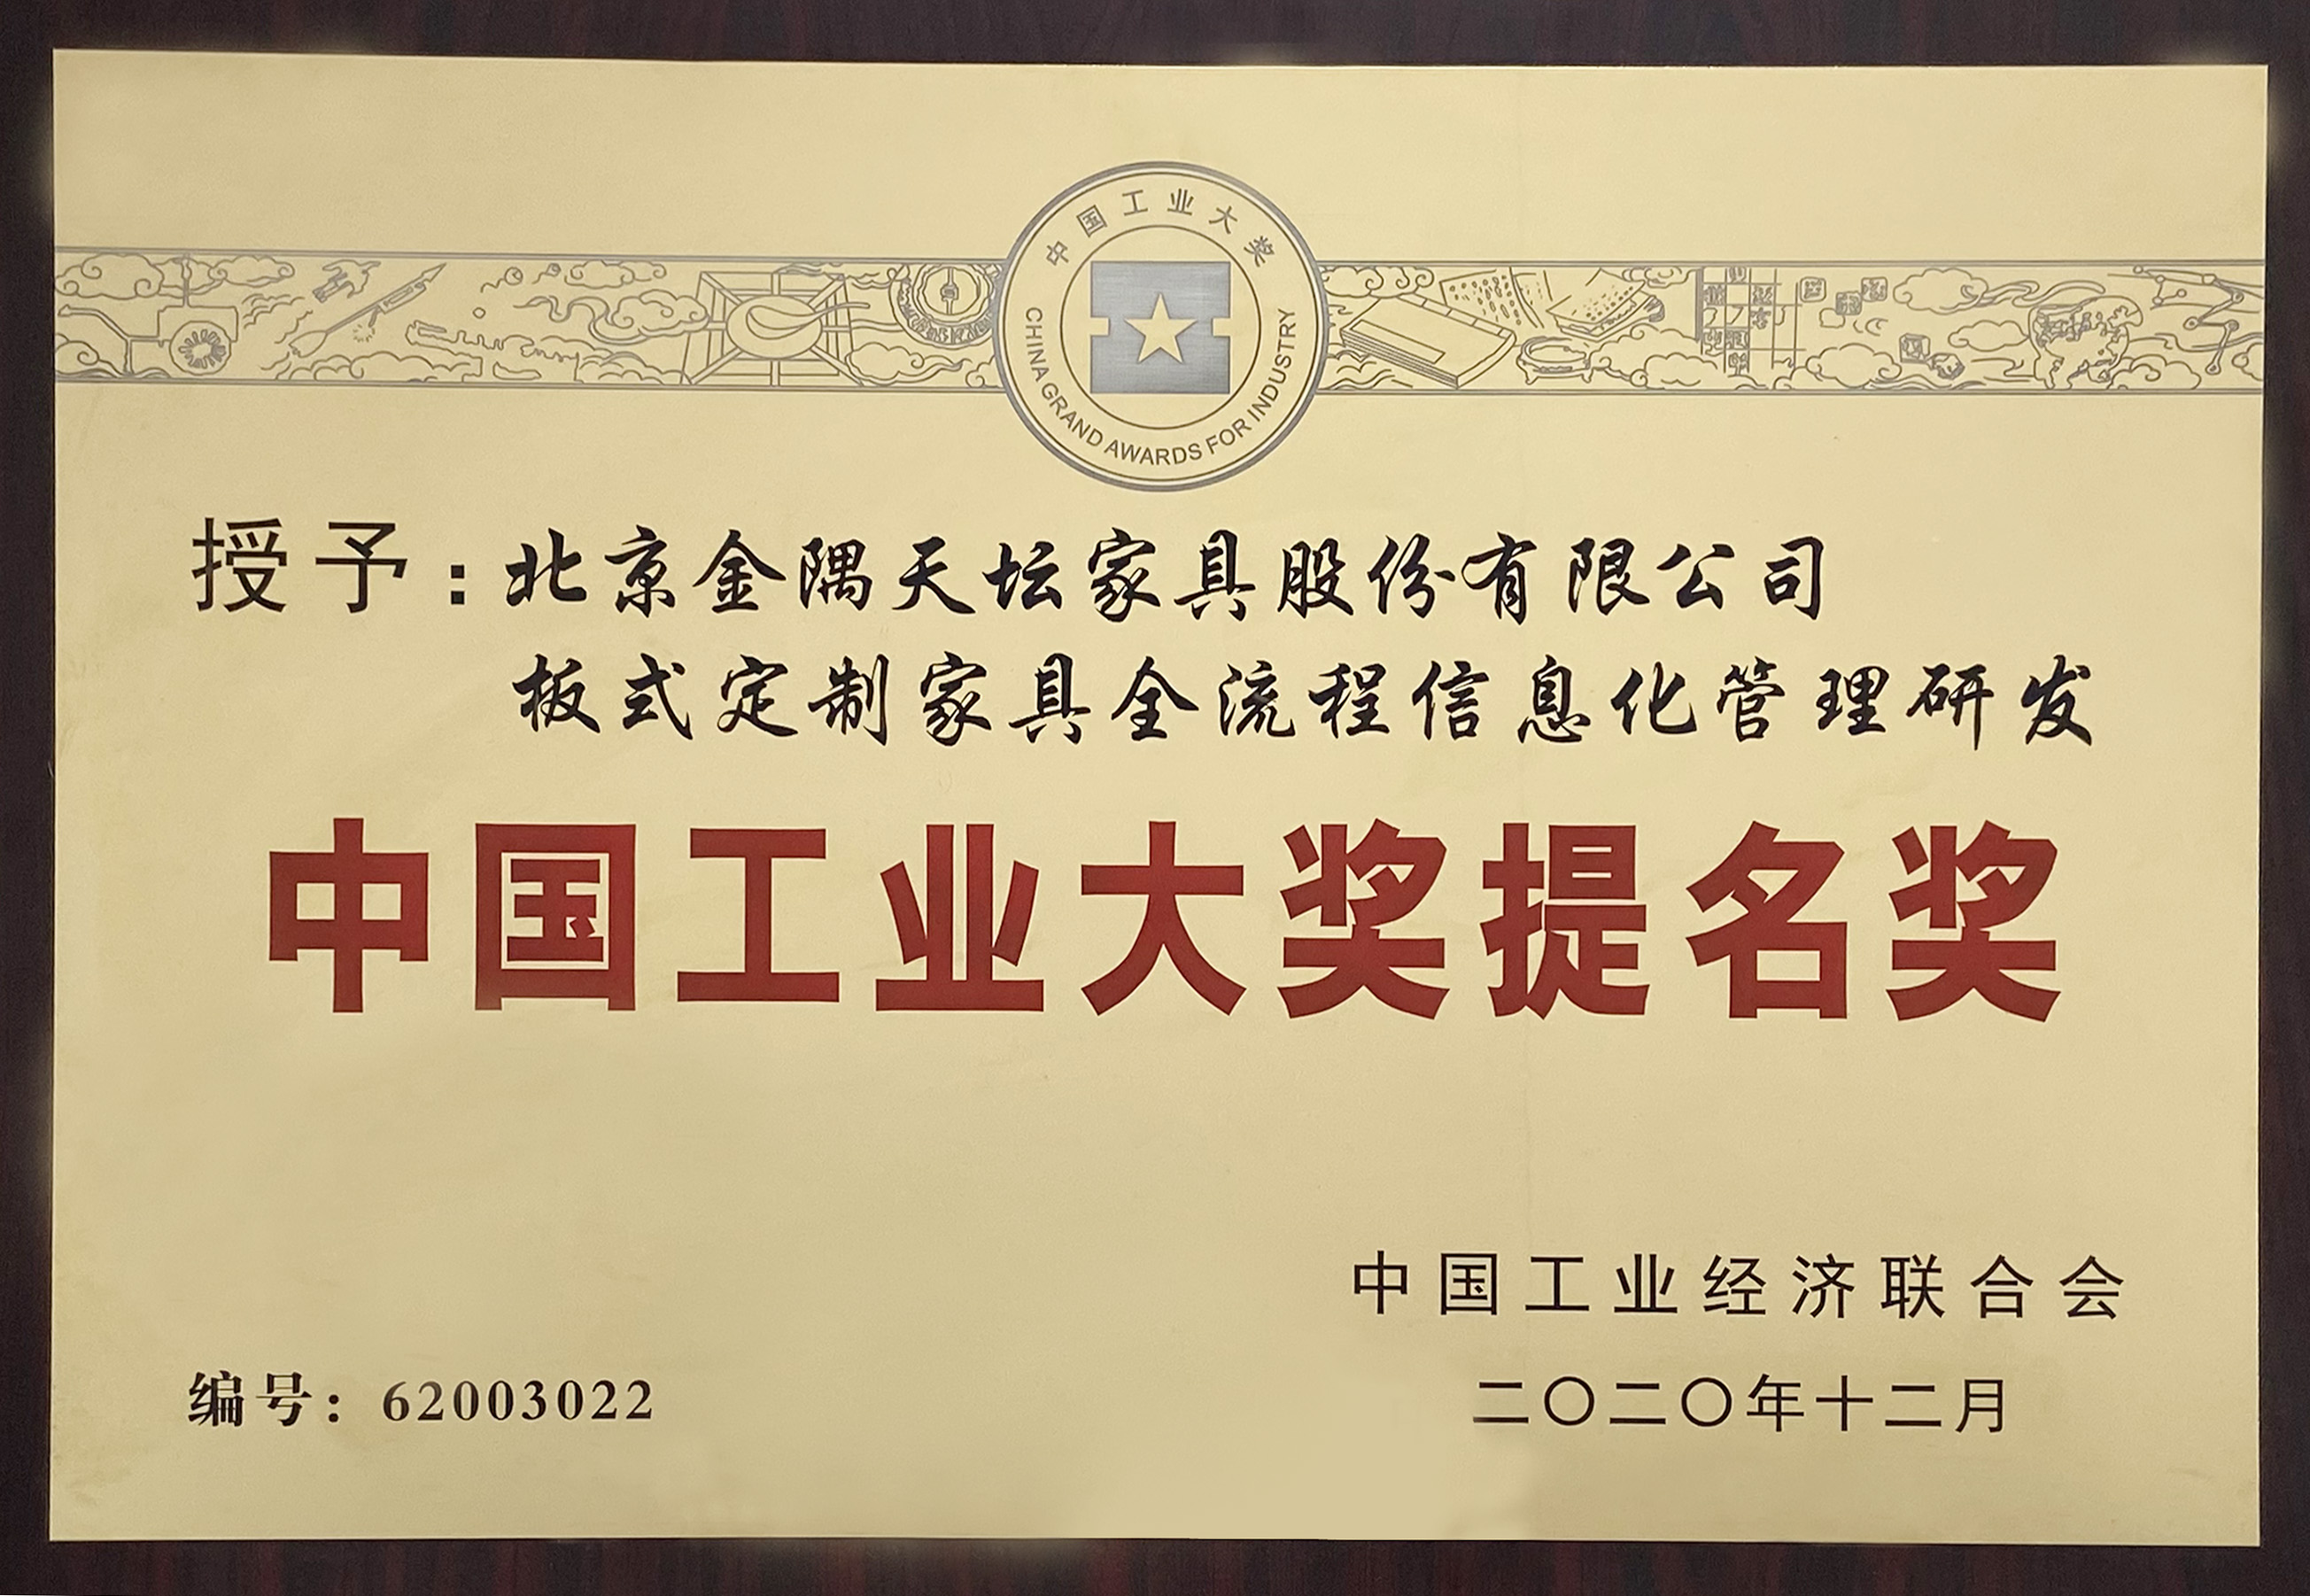 中国工业大奖
CHINA GRAND AWARDS FOR INDUSTRY
授予：北京金隅天坛家具股份有限公司
板式定制家具全流程信息化管理研发
中国工业大奖提名奖
中国工业经济联合会
二〇二〇年十二月
编号：62003022